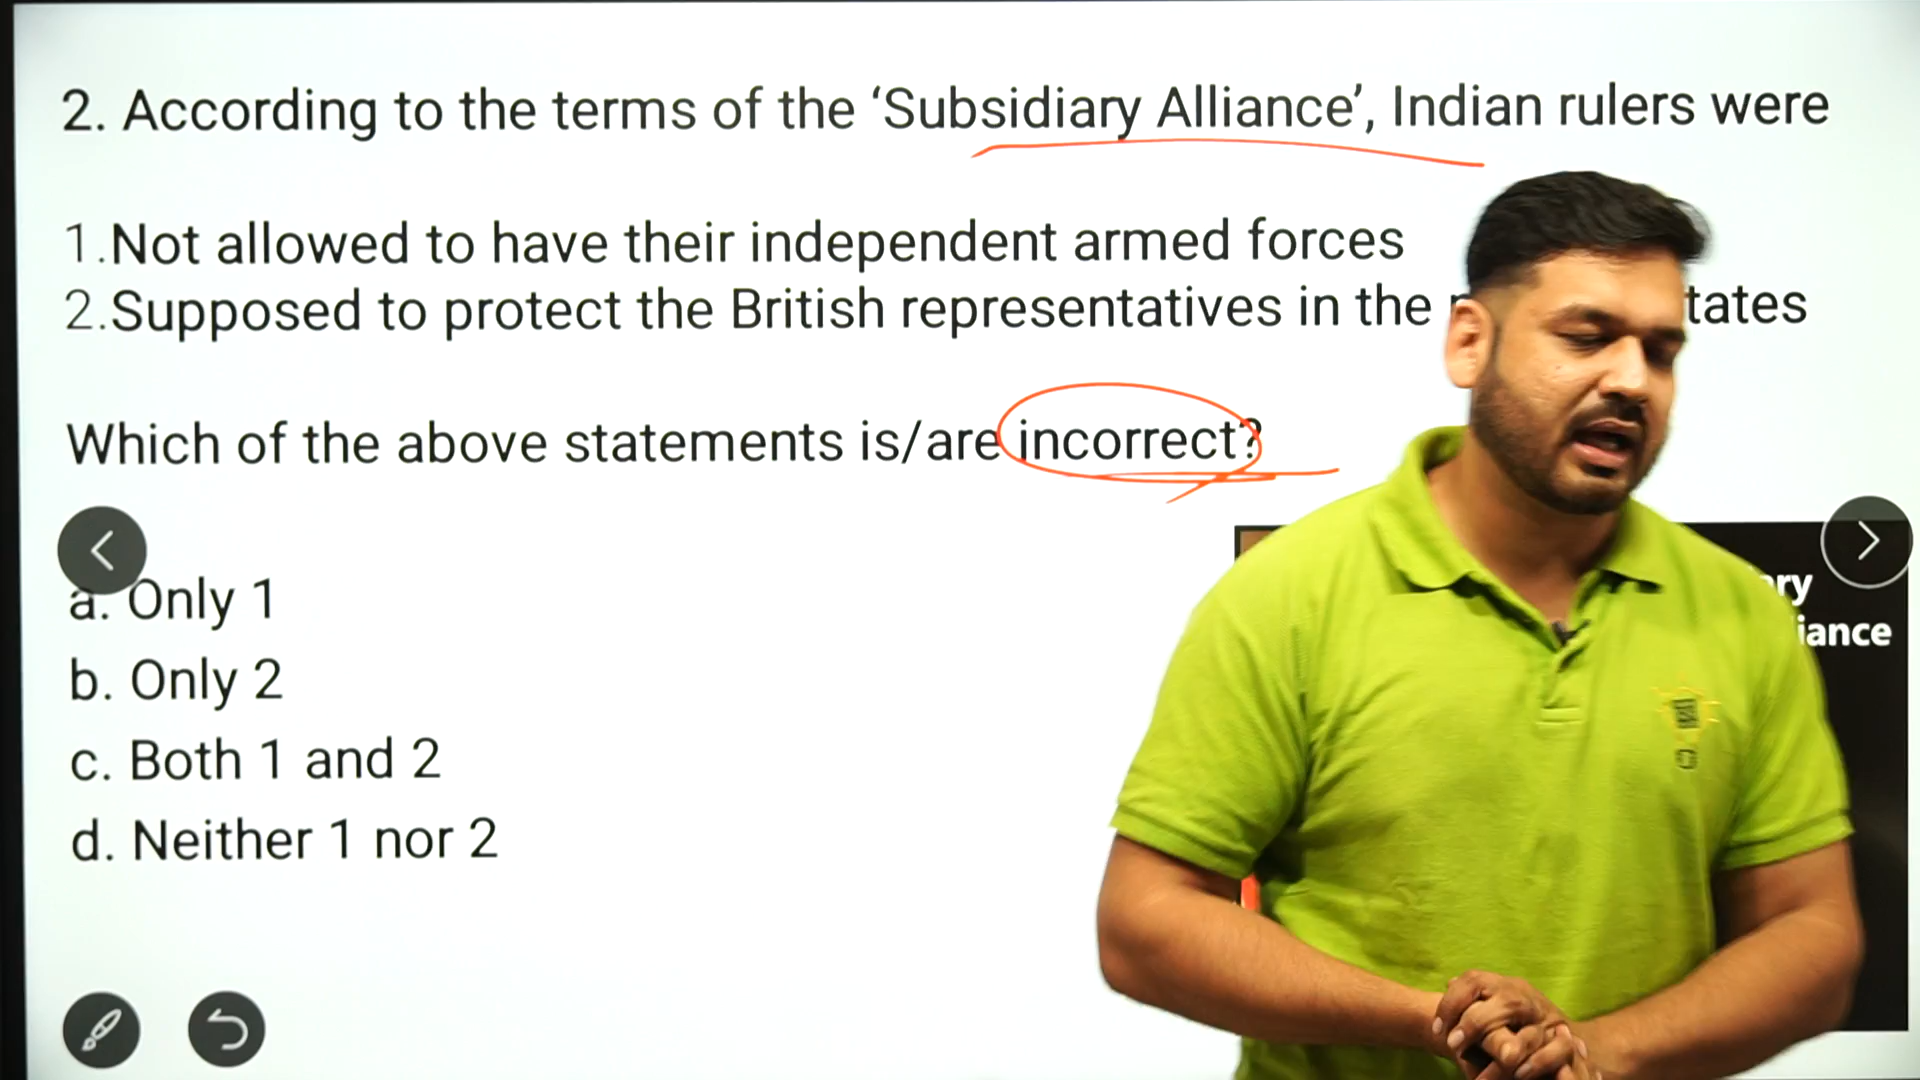 2. According to the terms of the ‘Subsidiary Alliance’, Indian rulers were
1.Not allowed to have their independent armed forces
2.Supposed to protect the British representatives in the tates
Which of the above statements is/are incorrect?
a. Only 1
b. Only 2
c. Both 1 and 2
d. Neither 1 nor 2
ry
iance